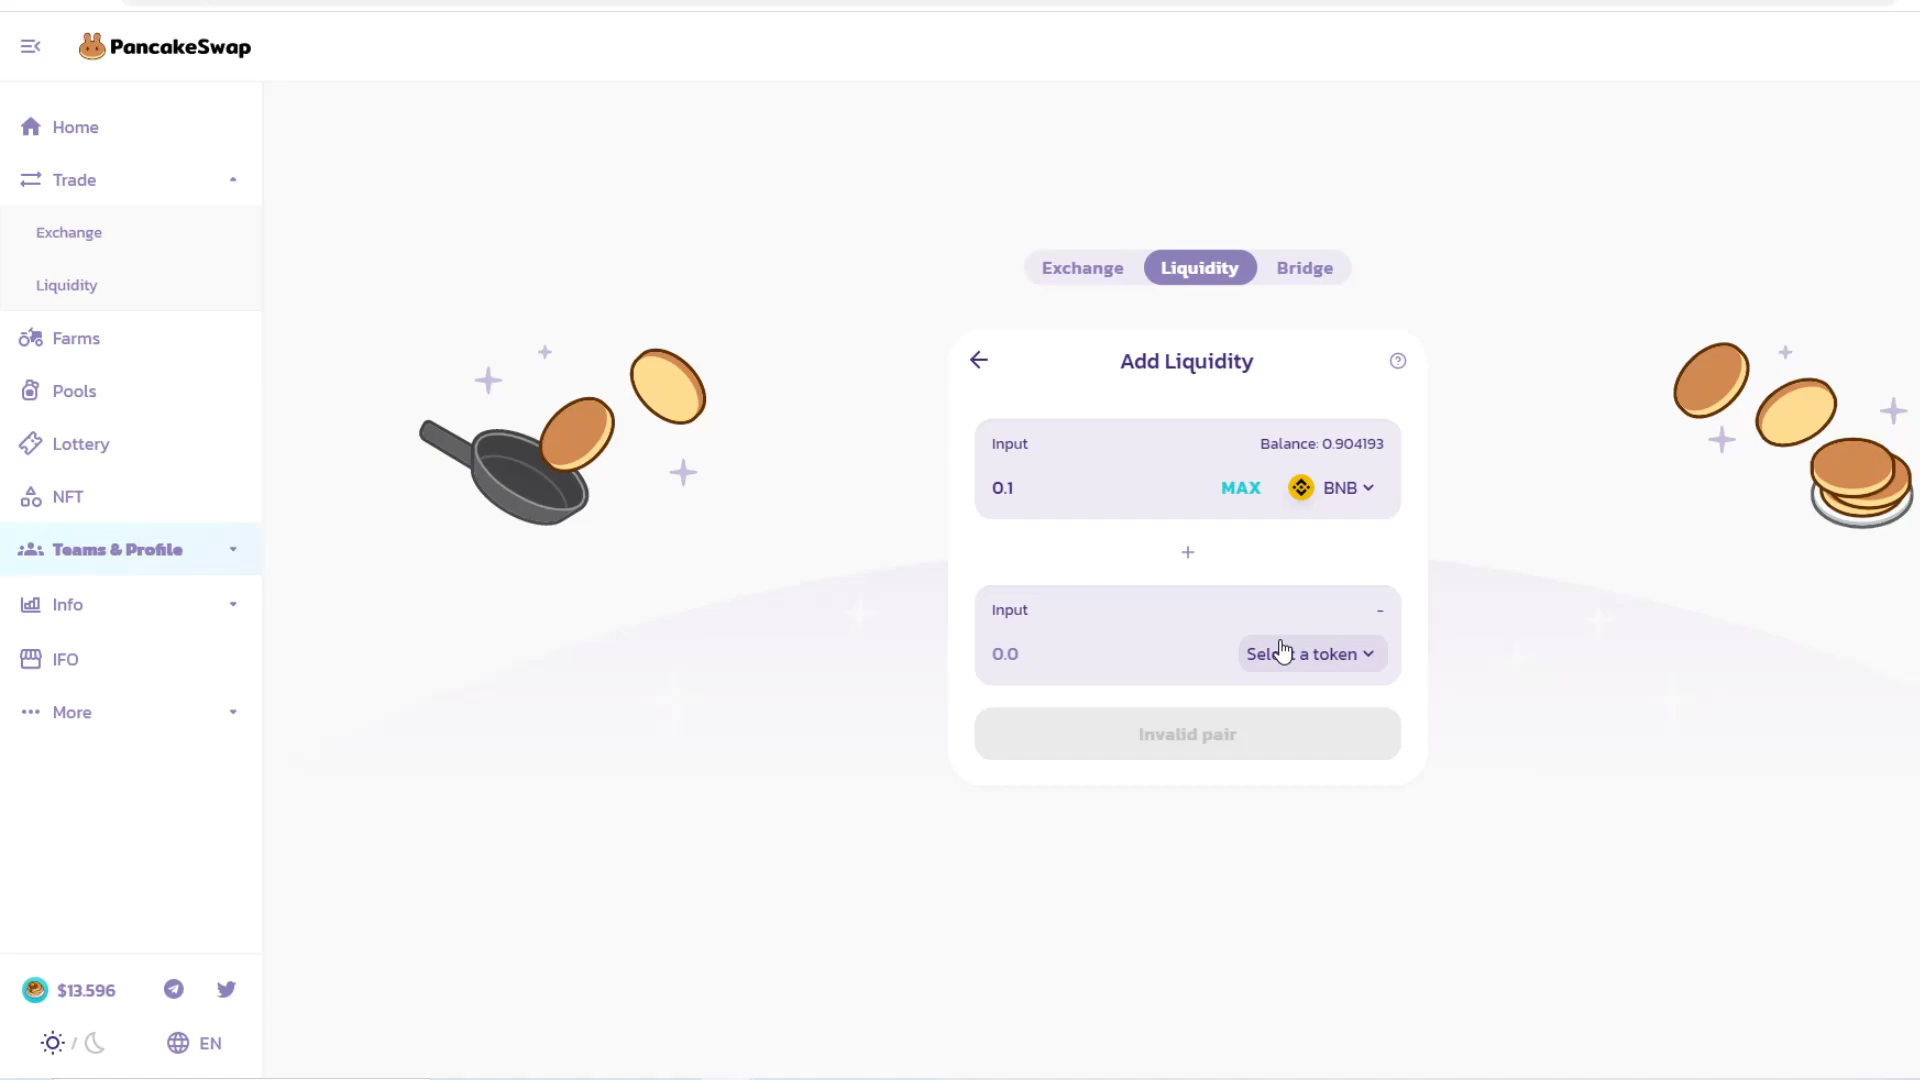 PancakeSwap
Home
Trade
Exchange
Liquidity
Farms
Pools
Lottery
NFT
Teams & Profile
Info
IFO
More
$13.596
/
EN
Exchange Liquidity Bridge
Add Liquidity
?
Input Balance: 0.904193
0.1 MAX BNB
+
Input -
0.0 Select a token
Invalid pair